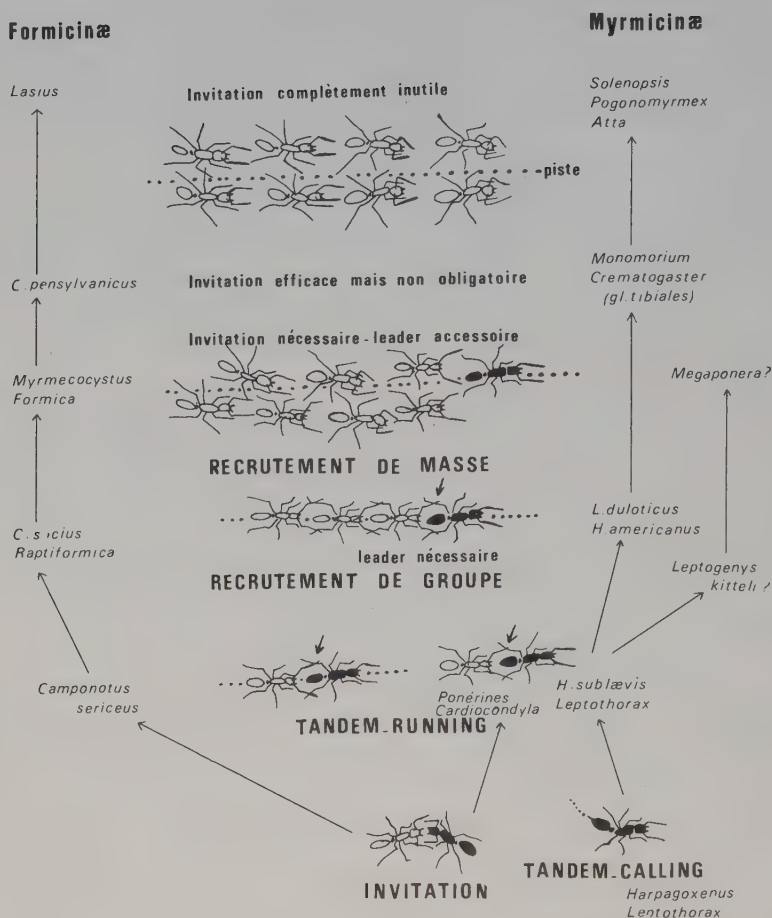 Formicinæ
Myrmicinæ
Lasius
Invitation complètement inutile
Solenopsis
Pogonomyrmex
Atta
piste
C. pensylvanicus
Invitation efficace mais non obligatoire
Monomorium
Crematogaster
(gl. tibiales)
Invitation nécessaire - leader accessoire
Myrmecocystus
Formica
Megaponera?
RECRUTEMENT DE MASSE
C. socius
Raptiformica
L. duloticus
H. americanus
leader nécessaire
RECRUTEMENT DE GROUPE
Leptogenys
kitteli?
Camponotus
sericeus
Ponérines
Cardiocondyla
H. sublævis
Leptothorax
TANDEM-RUNNING
INVITATION
TANDEM-CALLING
Harpagoxenus
Leptothorax